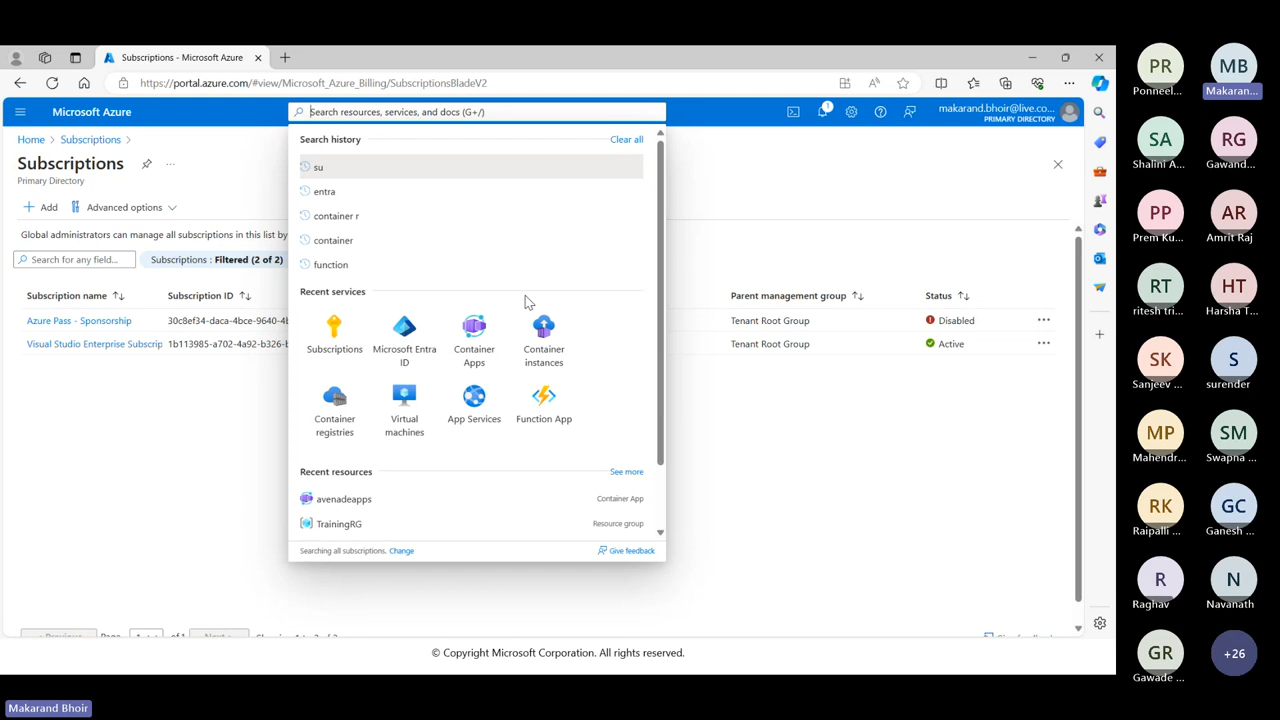 Subscriptions - Microsoft Azure
https://portal.azure.com/#view/Microsoft_Azure_Billing/SubscriptionsBladeV2
Microsoft Azure
Search resources, services, and docs (G+/)
1
makarand.bhoir@live.co...
PRIMARY DIRECTORY
Home > Subscriptions >
Subscriptions
...
Primary Directory
+ Add
Advanced options
Global administrators can manage all subscriptions in this list by
Search for any field...
Subscriptions : Filtered (2 of 2)
Subscription name ↑↓ Subscription ID ↑↓ Parent management group ↑↓ Status ↑↓
Azure Pass - Sponsorship 30c8ef34-daca-4bce-9640-4b Tenant Root Group Disabled ...
Visual Studio Enterprise Subscrip 1b113985-a702-4a92-b326-b Tenant Root Group Active ...
Search history Clear all
su
entra
container r
container
function
Recent services
Subscriptions
Microsoft Entra ID
Container Apps
Container instances
Container registries
Virtual machines
App Services
Function App
Recent resources See more
avenadeapps Container App
TrainingRG Resource group
Searching all subscriptions. Change Give feedback
© Copyright Microsoft Corporation. All rights reserved.
Makarand Bhoir
PR MB
Ponneel... Makaran...
SA RG
Shalini A... Gawand...
PP AR
Prem Ku... Amrit Raj
RT HT
ritesh tri... Harsha T...
SK S
Sanjeev ... surender
MP SM
Mahendr... Swapna ...
RK GC
Raipalli ... Ganesh ...
R N
Raghav Navanath
GR +26
Gawade ...